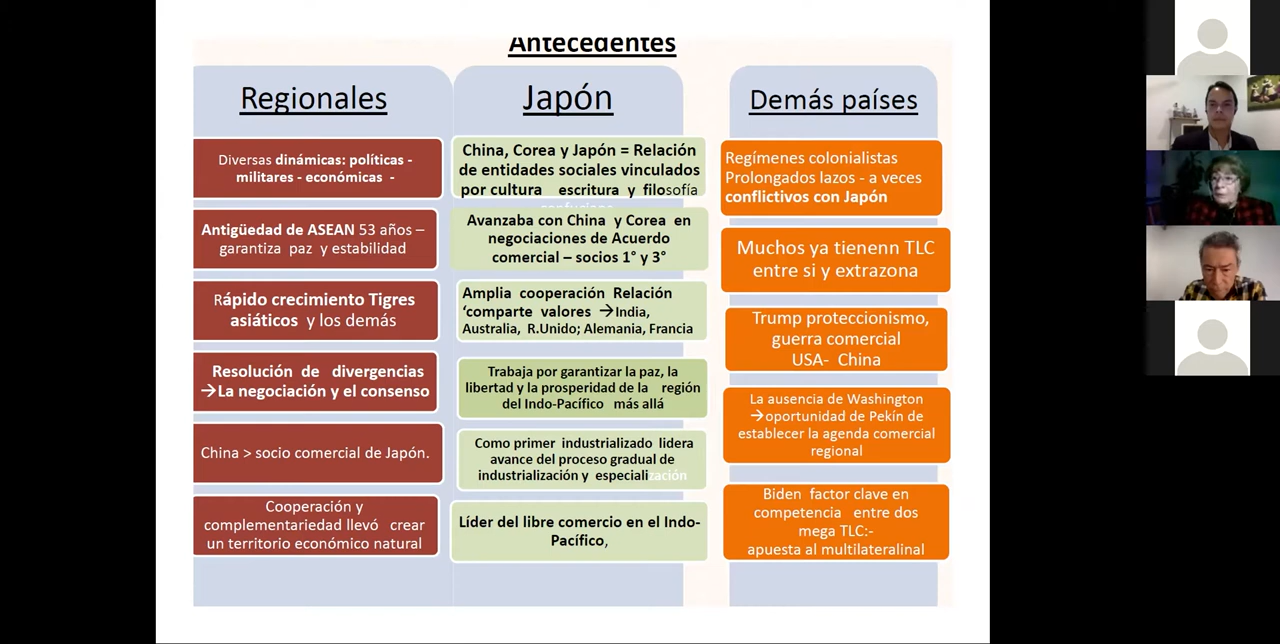 Antecedentes
Regionales
Diversas dinámicas: políticas -
militares - económicas -
Antigüedad de ASEAN 53 años –
garantiza paz y estabilidad
Rápido crecimiento Tigres
asiáticos y los demás
Resolución de divergencias
→La negociación y el consenso
China > socio comercial de Japón.
Cooperación y
complementariedad llevó crear
un territorio económico natural
Japón
China, Corea y Japón = Relación
de entidades sociales vinculados
por cultura escritura y filosofía
confuciana
Avanzaba con China y Corea en
negociaciones de Acuerdo
comercial – socios 1° y 3°
Amplia cooperación Relación
‘comparte valores →India,
Australia, R.Unido; Alemania, Francia
Trabaja por garantizar la paz, la
libertad y la prosperidad de la región
del Indo-Pacífico más allá
Como primer industrializado lidera
avance del proceso gradual de
industrialización y especialización
Líder del libre comercio en el Indo-
Pacífico,
Demás países
Regímenes colonialistas
Prolongados lazos - a veces
conflictivos con Japón
Muchos ya tienenn TLC
entre si y extrazona
Trump proteccionismo,
guerra comercial
USA- China
La ausencia de Washington
→oportunidad de Pekín de
establecer la agenda comercial
regional
Biden factor clave en
competencia entre dos
mega TLC:-
apuesta al multilateralinal